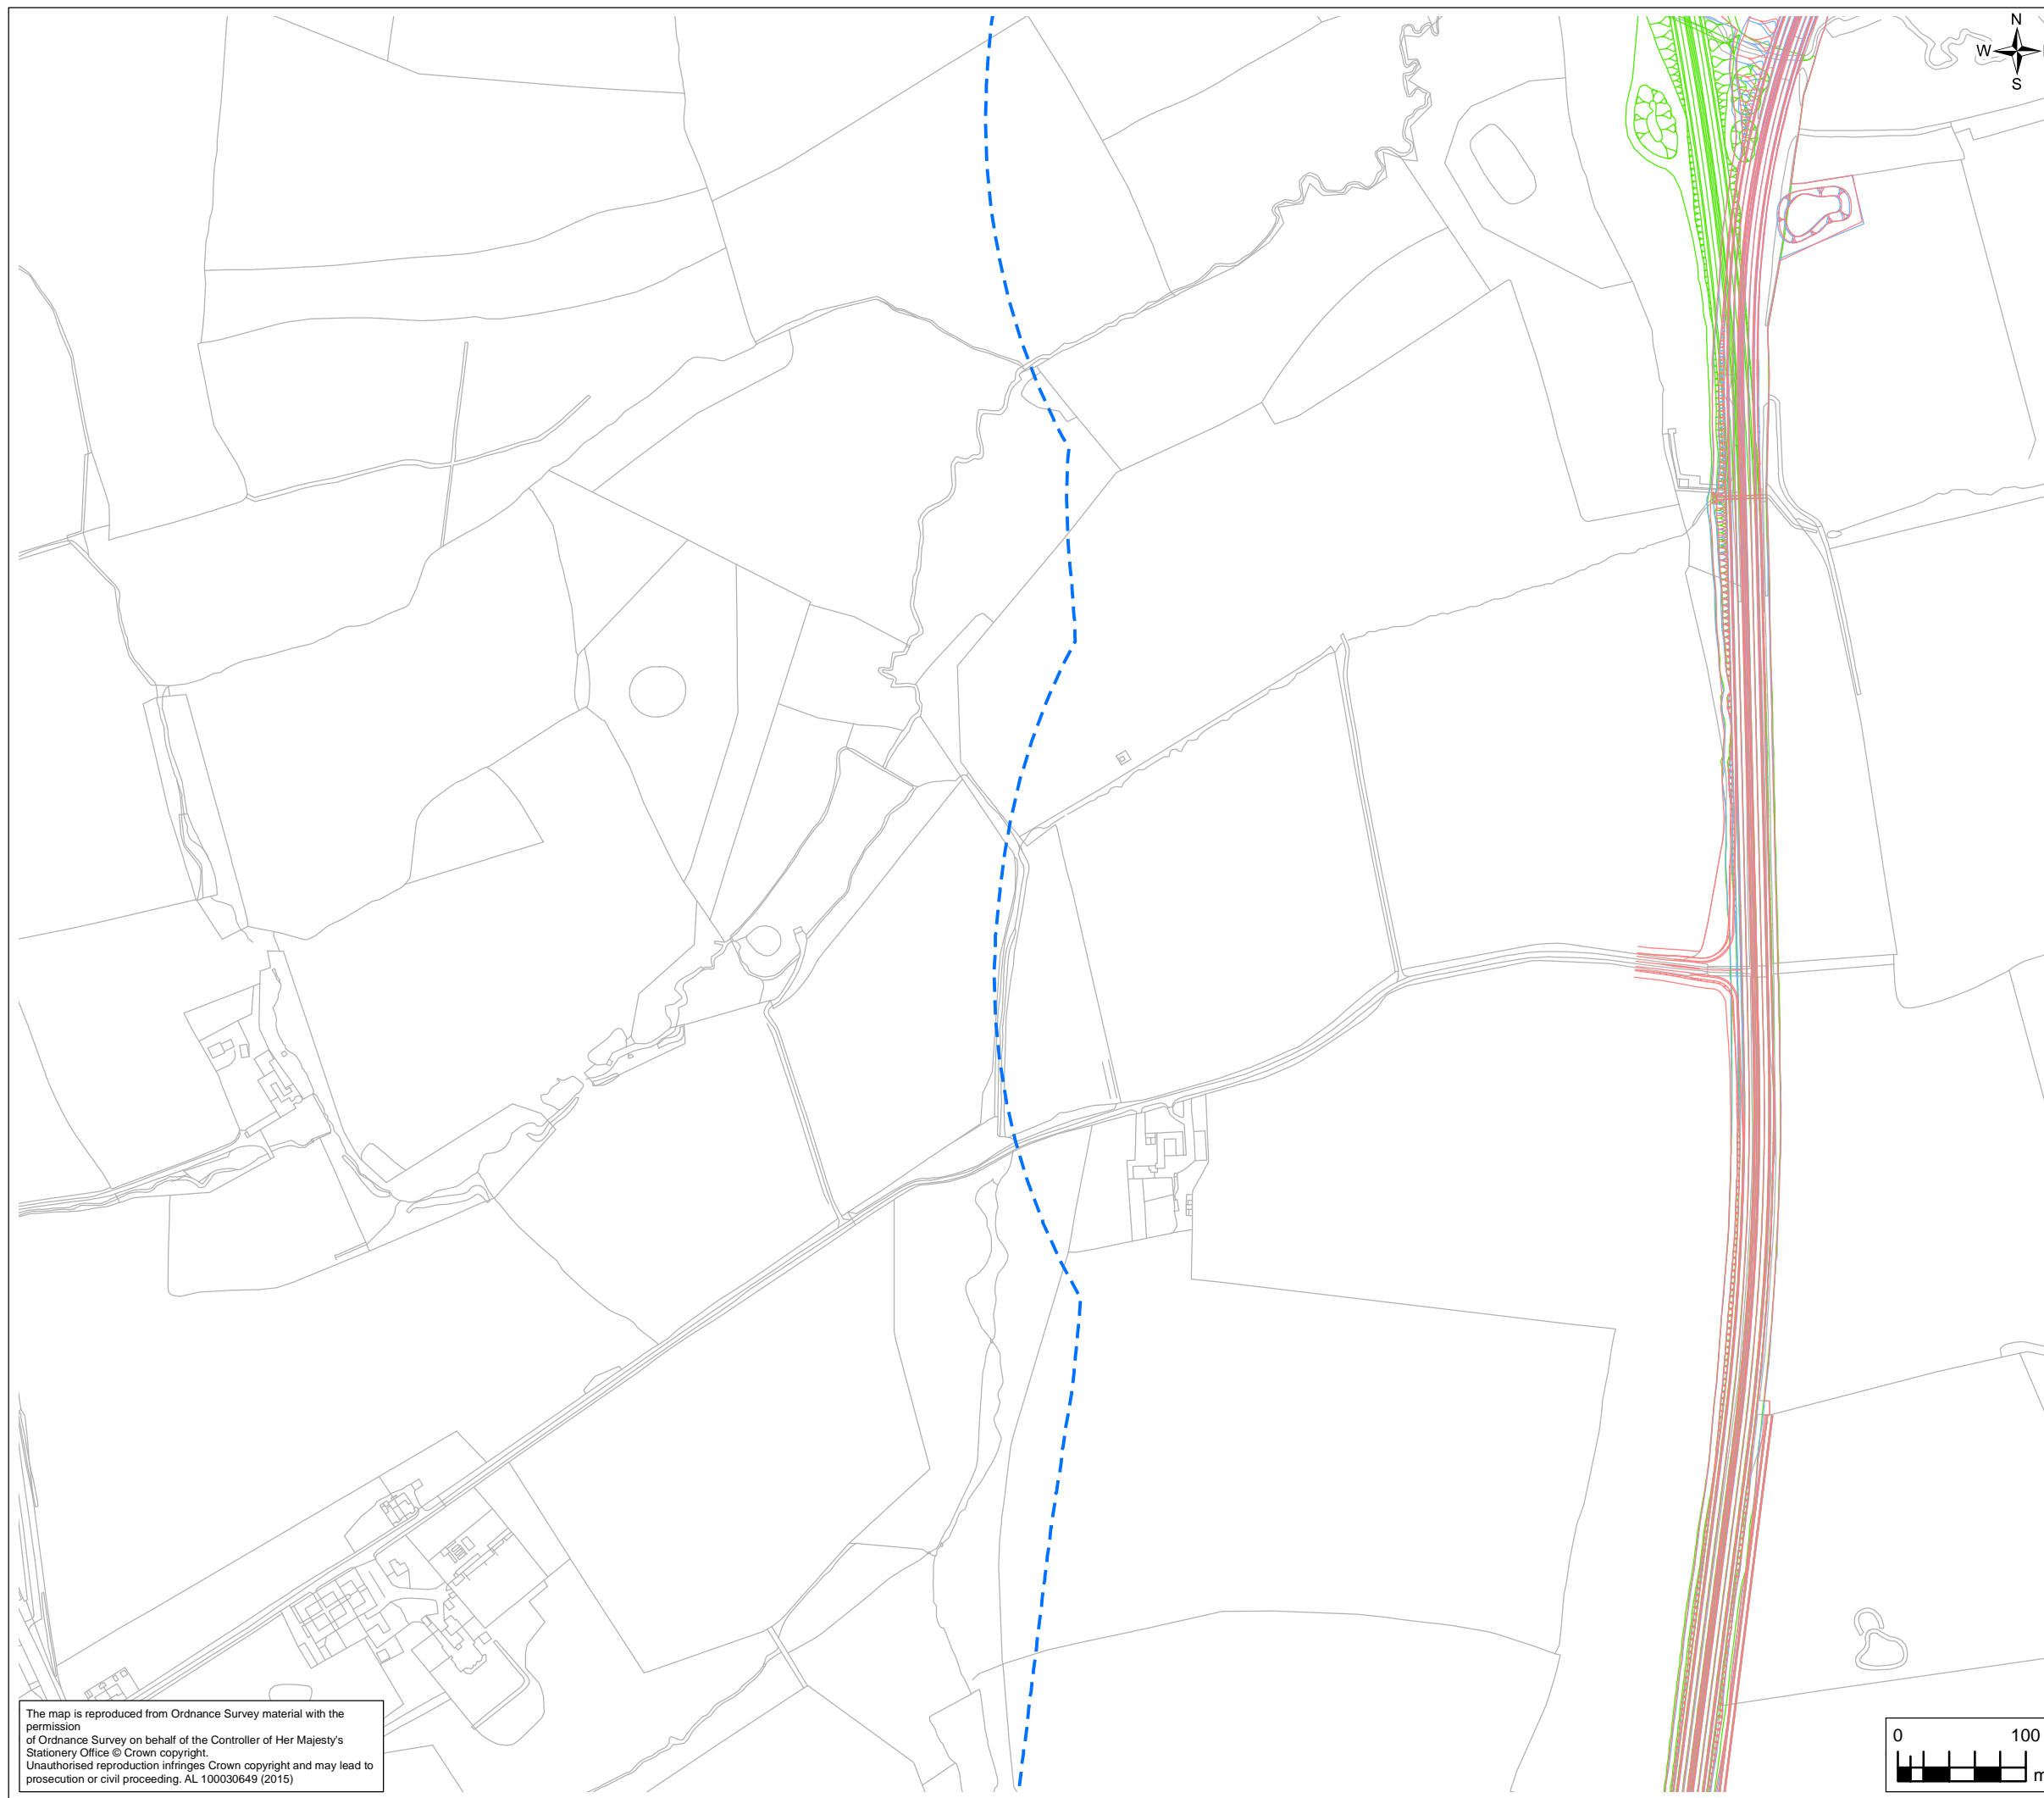 N
W
S
The map is reproduced from Ordnance Survey material with the
permission
of Ordnance Survey on behalf of the Controller of Her Majesty's
Stationery Office © Crown copyright.
Unauthorised reproduction infringes Crown copyright and may lead to
prosecution or civil proceeding. AL 100030649 (2015)
0 100
m